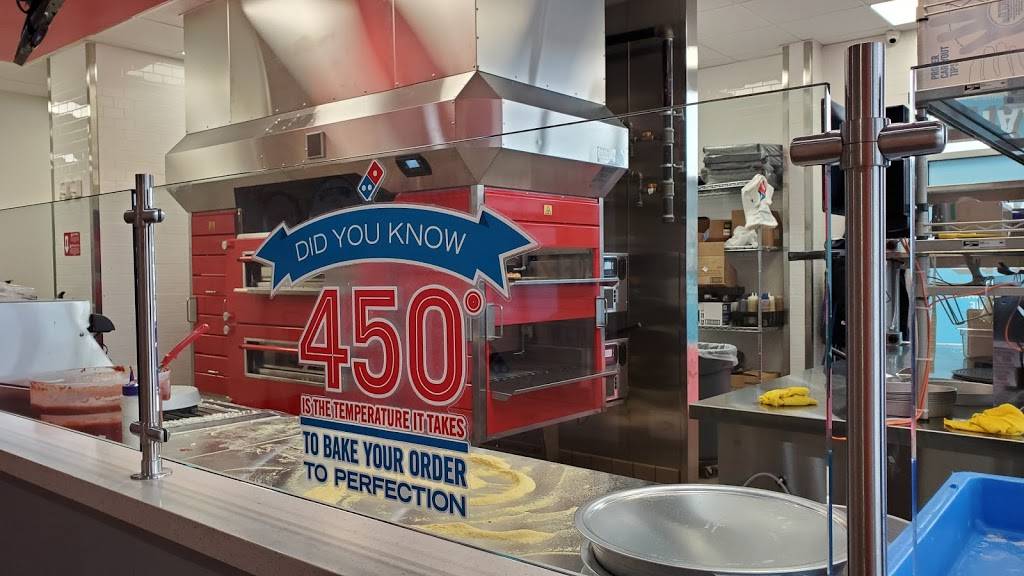 DID YOU KNOW
450°
IS THE TEMPERATURE IT TAKES
TO BAKE YOUR ORDER
TO PERFECTION